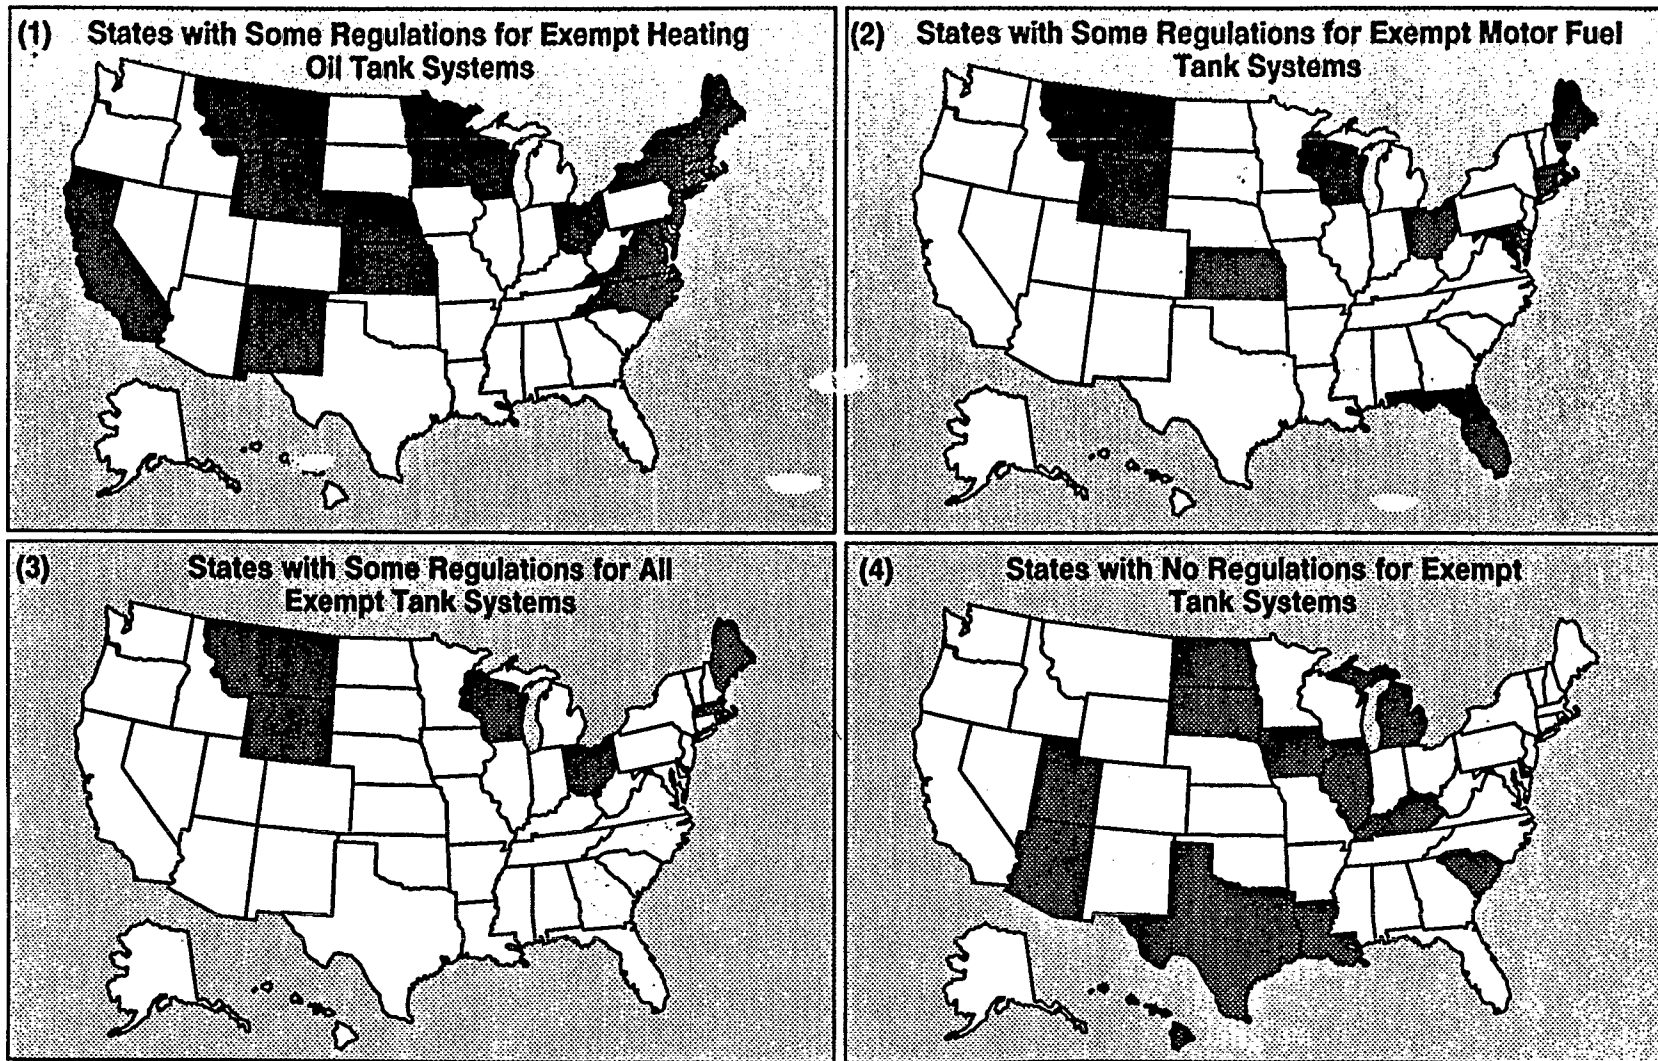 (1) States with Some Regulations for Exempt Heating
Oil Tank Systems
(2) States with Some Regulations for Exempt Motor Fuel
Tank Systems
(3) States with Some Regulations for All
Exempt Tank Systems
(4) States with No Regulations for Exempt
Tank Systems